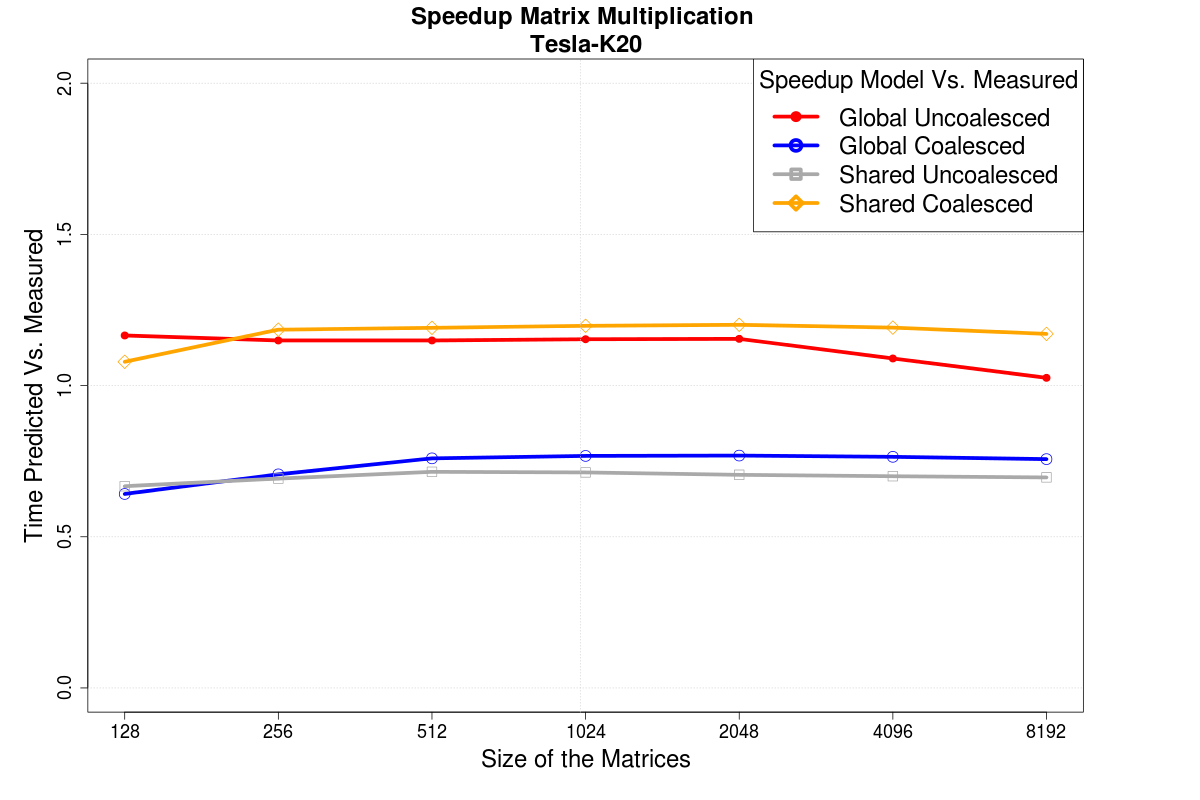 Speedup Matrix Multiplication
Tesla-K20
Speedup Model Vs. Measured
Global Uncoalesced
Global Coalesced
Shared Uncoalesced
Shared Coalesced
Time Predicted Vs. Measured
2.0
1.5
1.0
0.5
0.0
128 256 512 1024 2048 4096 8192
Size of the Matrices